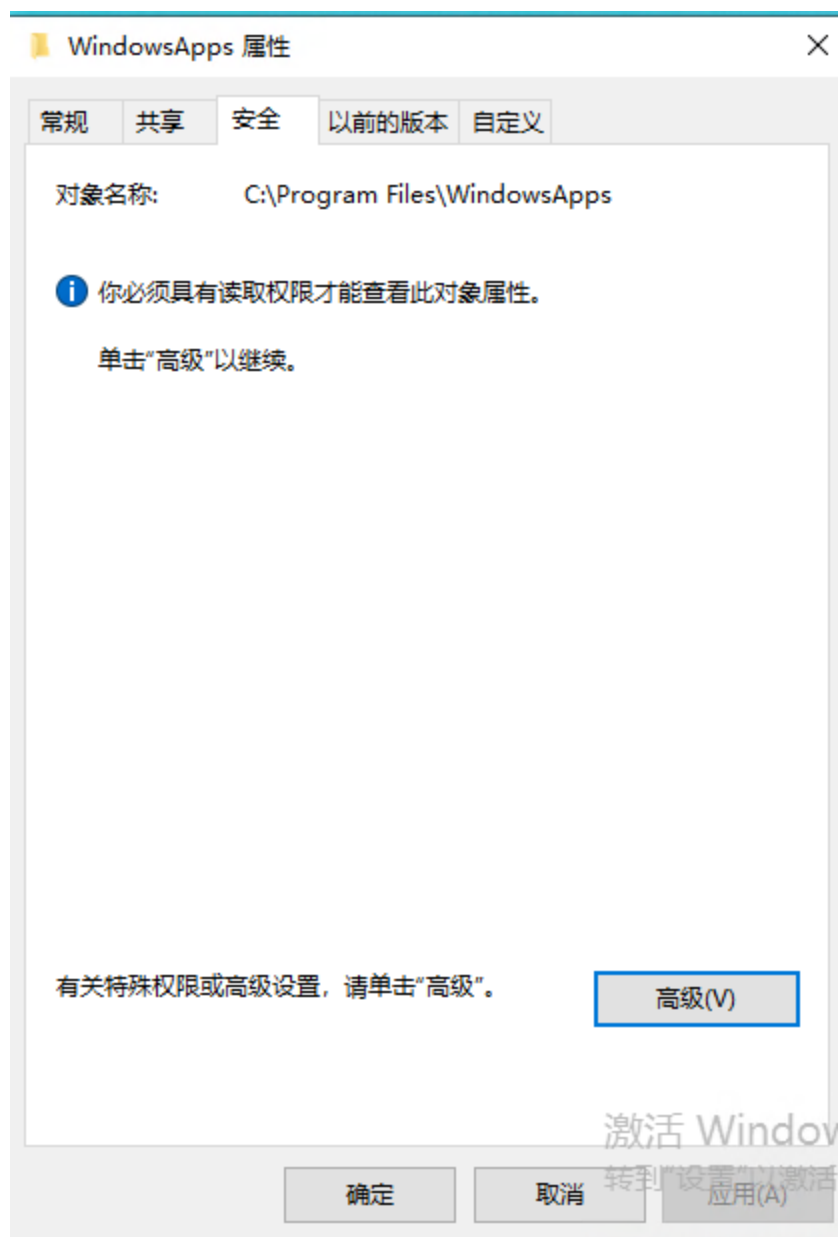 WindowsApps 属性
常规 共享 安全 以前的版本 自定义
对象名称: C:\Program Files\WindowsApps
你必须具有读取权限才能查看此对象属性。
单击“高级”以继续。
有关特殊权限或高级设置，请单击“高级”。
高级(V)
激活 Window
转到“设置”以激活
确定 取消 应用(A)